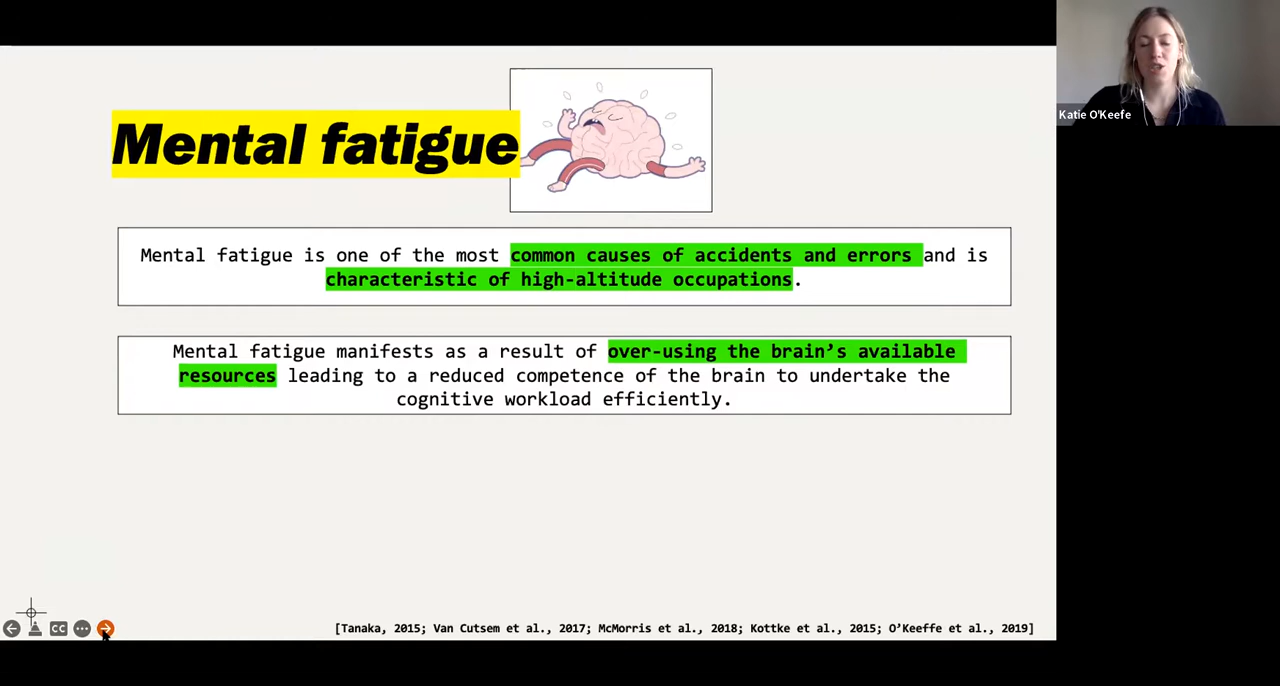 Mental fatigue
Katie O'Keefe
Mental fatigue is one of the most common causes of accidents and errors and is
characteristic of high-altitude occupations.
Mental fatigue manifests as a result of over-using the brain’s available
resources leading to a reduced competence of the brain to undertake the
cognitive workload efficiently.
CC
[Tanaka, 2015; Van Cutsem et al., 2017; McMorris et al., 2018; Kottke et al., 2015; O’Keeffe et al., 2019]